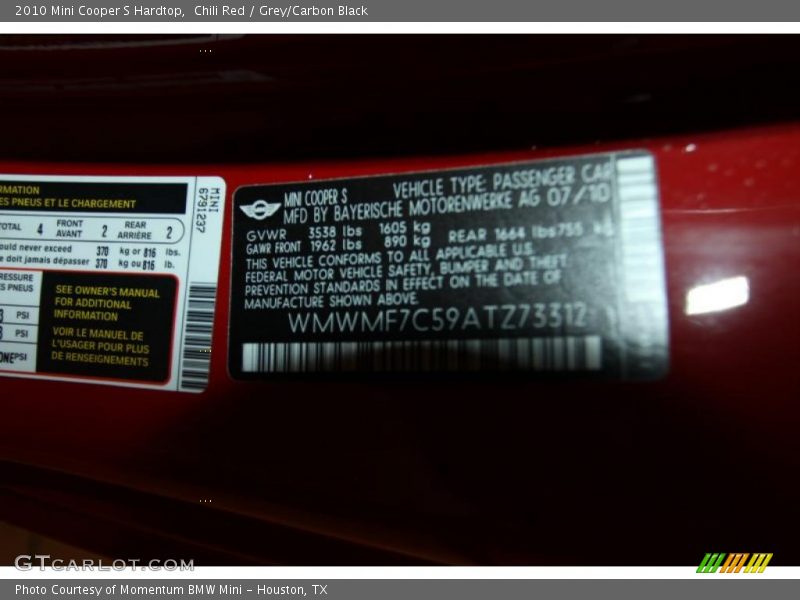 2010 Mini Cooper S Hardtop, Chili Red / Grey/Carbon Black
RMATION
ES PNEUS ET LE CHARGEMENT
TOTAL 4 FRONT AVANT 2 REAR ARRIÈRE 2
ould never exceed 370 kg or 816 lbs.
e doit jamais dépasser 370 kg ou 816 lb.
RESSURE
S PNEUS
PSI
PSI
PSI
SEE OWNER'S MANUAL
FOR ADDITIONAL
INFORMATION
VOIR LE MANUEL DE
L'USAGER POUR PLUS
DE RENSEIGNEMENTS
MINI
6791237
MINI COOPER S VEHICLE TYPE: PASSENGER CAR
MFD BY BAYERISCHE MOTORENWERKE AG 07/10
GVWR 3538 lbs 1605 kg
GAWR FRONT 1962 lbs 890 kg REAR 1664 lbs 755 kg
THIS VEHICLE CONFORMS TO ALL APPLICABLE U.S.
FEDERAL MOTOR VEHICLE SAFETY, BUMPER AND THEFT
PREVENTION STANDARDS IN EFFECT ON THE DATE OF
MANUFACTURE SHOWN ABOVE.
WMWMF7C59ATZ73312
GTCARLOT.COM
Photo Courtesy of Momentum BMW Mini - Houston, TX